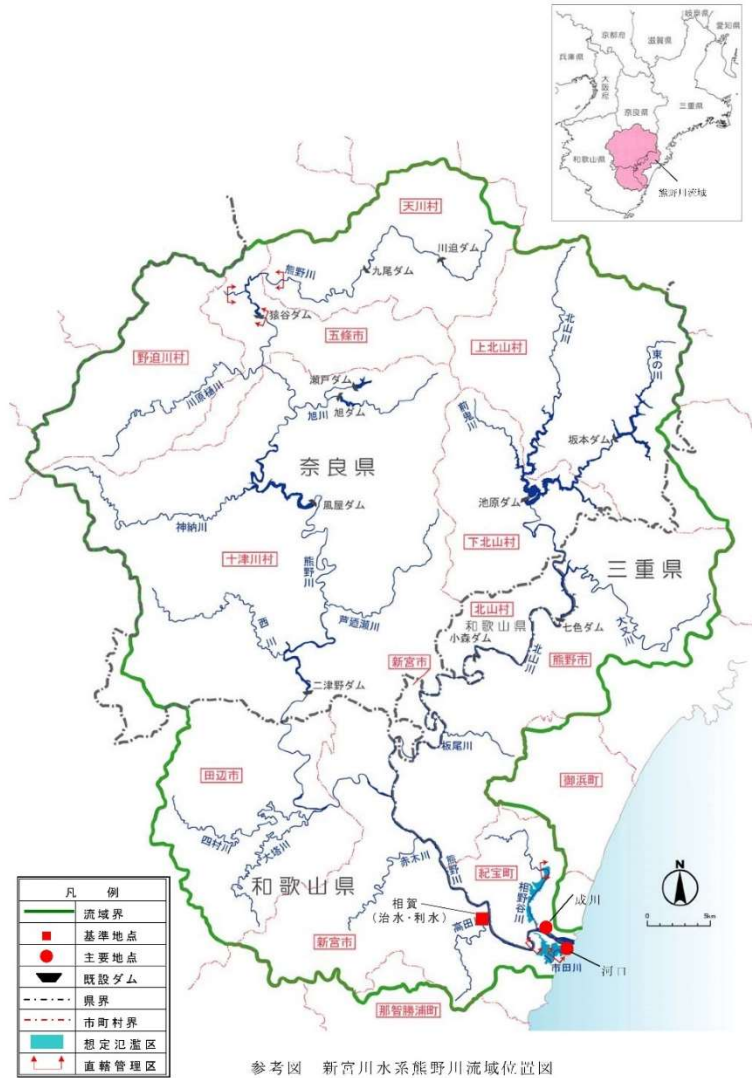 岐阜県
愛知県
京都府
滋賀県
兵庫県
大阪府
奈良県
三重県
和歌山県
熊野川流域
天川村
川迫ダム
熊野川
九尾ダム
猿谷ダム
五條市
上北山村
北山川
野迫川村
東の川
瀬戸ダム
川原樋川
旭川
旭ダム
前鬼川
坂本ダム
奈良県
池原ダム
風屋ダム
神納川
下北山村
十津川村
熊野川
三重県
北山村
芦廼瀬川
和歌山県
七色ダム
大又川
西川
小森ダム
新宮市
北山川
熊野市
二津野ダム
板尾川
田辺市
御浜町
四村川
大塔川
赤木川
熊野川
紀宝町
相野谷川
N
和歌山県
相賀
(治水・利水)
成川
高田
0 5km
新宮市
市田川
河口
那智勝浦町
凡 例
流域界
基準地点
主要地点
既設ダム
県界
市町村界
想定氾濫区
直轄管理区
参考図 新宮川水系熊野川流域位置図